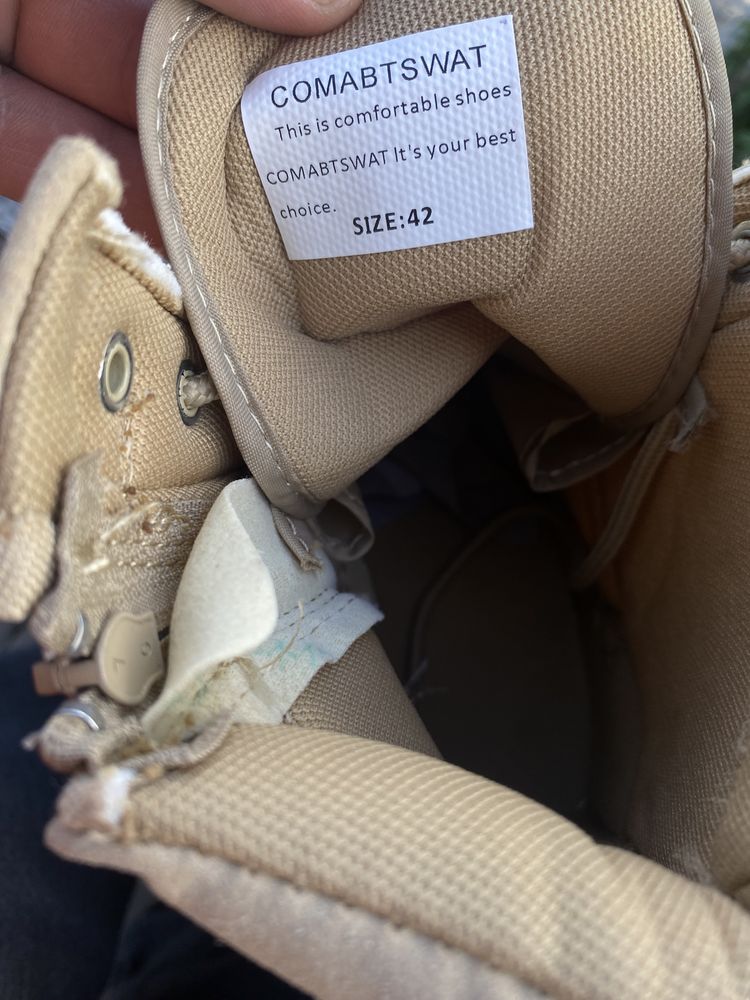 COMABTSWAT
This is comfortable shoes
COMABTSWAT It's your best
choice.
SIZE:42